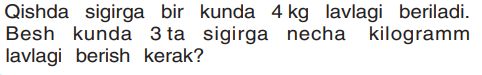 Qishda sigirga bir kunda 4 kg lavlagi beriladi.
Besh kunda 3 ta sigirga necha kilogramm
lavlagi berish kerak?